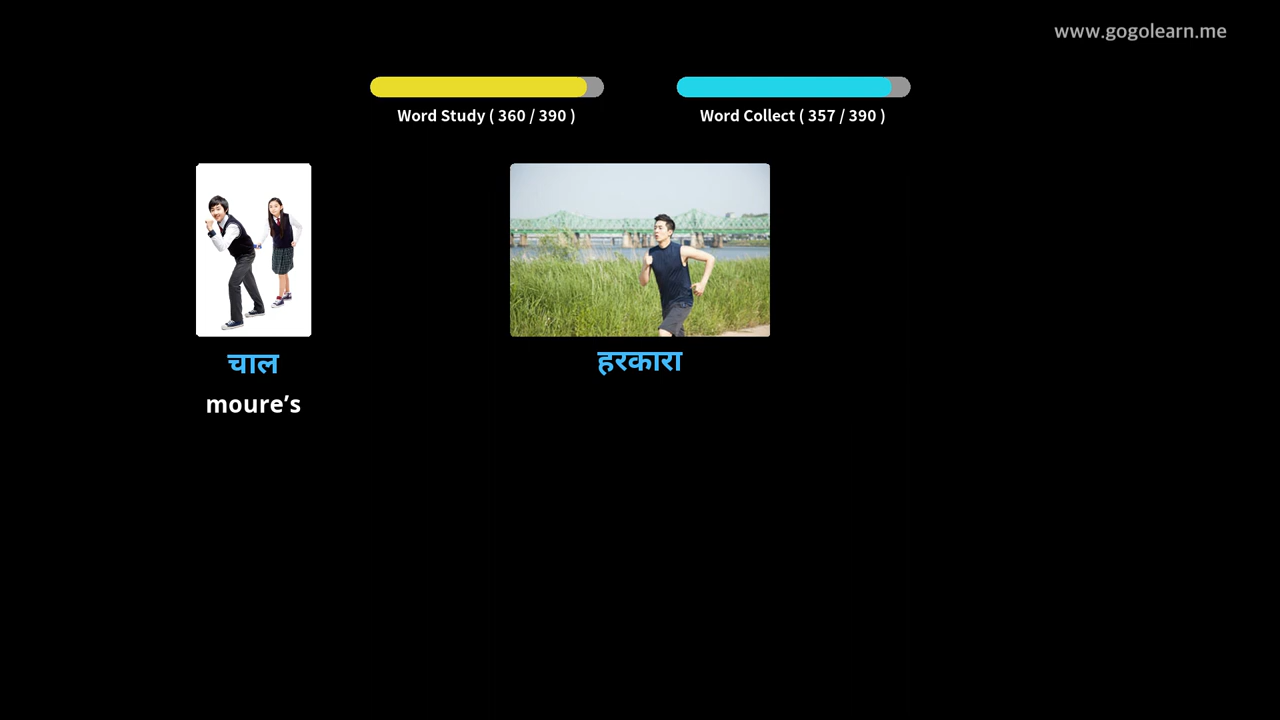 www.gogolearn.me
Word Study ( 360 / 390 )
Word Collect ( 357 / 390 )
चाल
हरकारा
moure’s